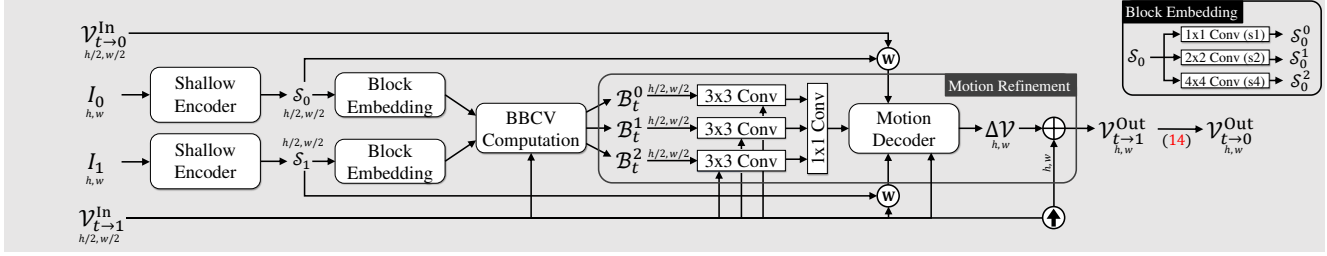 𝒱^In_{t→0}
h/2, w/2
I_0
h, w
Shallow
Encoder
𝒮_0
h/2, w/2
Block
Embedding
I_1
h, w
Shallow
Encoder
h/2, w/2
𝒮_1
Block
Embedding
𝒱^In_{t→1}
h/2, w/2
BBCV
Computation
ℬ^0_t h/2, w/2 3x3 Conv
ℬ^1_t h/2, w/2 3x3 Conv
ℬ^2_t h/2, w/2 3x3 Conv
1x1 Conv
W
Motion Refinement
Motion
Decoder
W
Δ𝒱
h, w
h, w
𝒱^Out_{t→1}
h, w
(14)
𝒱^Out_{t→0}
h, w
Block Embedding
𝒮_0
1x1 Conv (s1) 𝒮^0_0
2x2 Conv (s2) 𝒮^1_0
4x4 Conv (s4) 𝒮^2_0